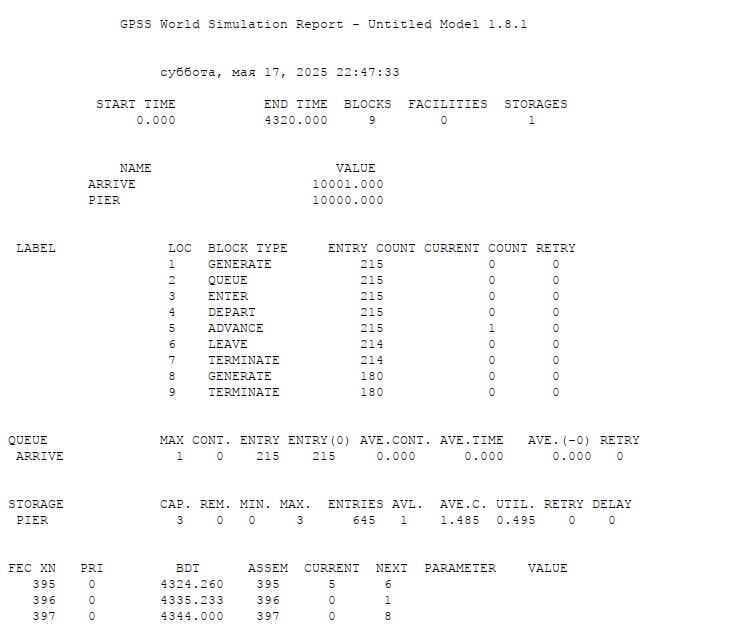 GPSS World Simulation Report - Untitled Model 1.8.1
суббота, мая 17, 2025 22:47:33
START TIME END TIME BLOCKS FACILITIES STORAGES
0.000 4320.000 9 0 1
NAME VALUE
ARRIVE 10001.000
PIER 10000.000
LABEL LOC BLOCK TYPE ENTRY COUNT CURRENT COUNT RETRY
1 GENERATE 215 0 0
2 QUEUE 215 0 0
3 ENTER 215 0 0
4 DEPART 215 0 0
5 ADVANCE 215 1 0
6 LEAVE 214 0 0
7 TERMINATE 214 0 0
8 GENERATE 180 0 0
9 TERMINATE 180 0 0
QUEUE MAX CONT. ENTRY ENTRY(0) AVE.CONT. AVE.TIME AVE.(-0) RETRY
ARRIVE 1 0 215 215 0.000 0.000 0.000 0
STORAGE CAP. REM. MIN. MAX. ENTRIES AVL. AVE.C. UTIL. RETRY DELAY
PIER 3 0 0 3 645 1 1.485 0.495 0 0
FEC XN PRI BDT ASSEM CURRENT NEXT PARAMETER VALUE
395 0 4324.260 395 5 6
396 0 4335.233 396 0 1
397 0 4344.000 397 0 8